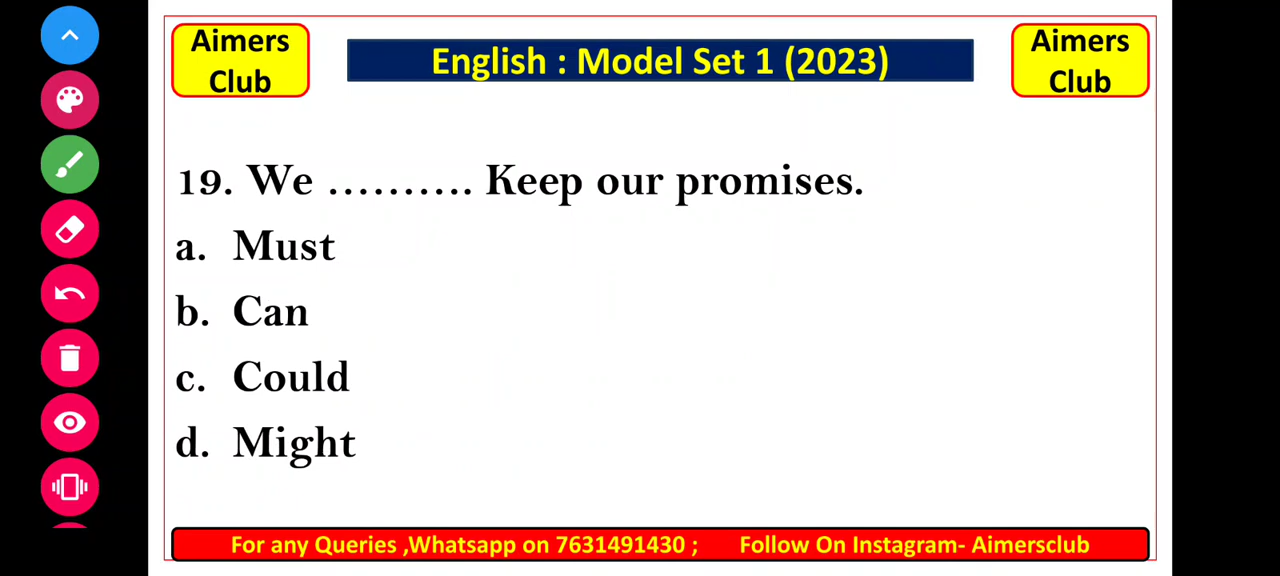 Aimers
Club
English : Model Set 1 (2023)
Aimers
Club
19. We ………. Keep our promises.
a. Must
b. Can
c. Could
d. Might
For any Queries ,Whatsapp on 7631491430 ; Follow On Instagram- Aimersclub